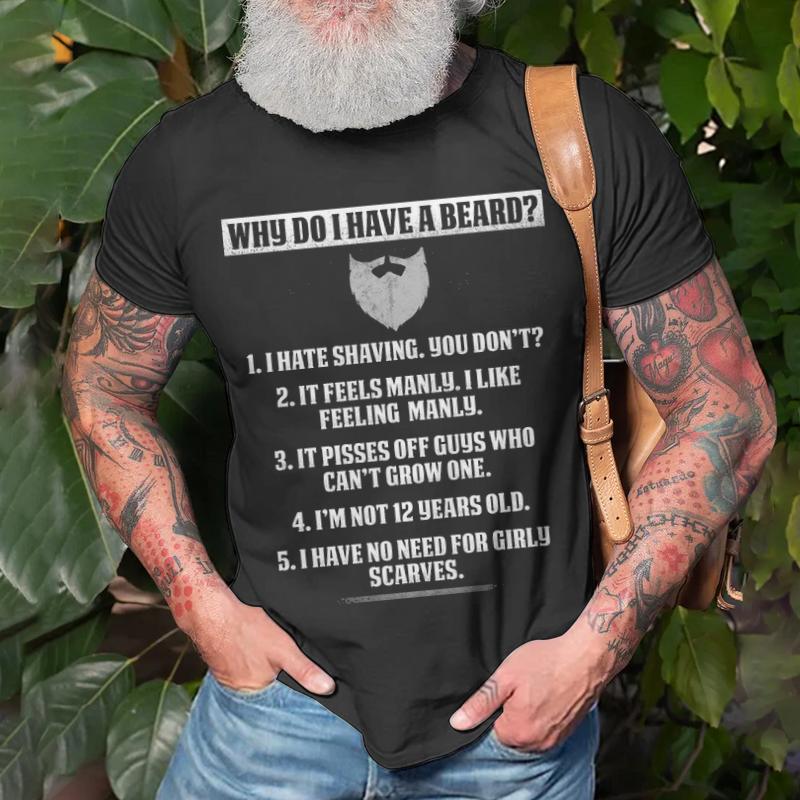 WHY DO I HAVE A BEARD?
1. I HATE SHAVING. YOU DON'T?
2. IT FEELS MANLY. I LIKE
FEELING MANLY.
3. IT PISSES OFF GUYS WHO
CAN'T GROW ONE.
4. I'M NOT 12 YEARS OLD.
5. I HAVE NO NEED FOR GIRLY
SCARVES.
Estuardo